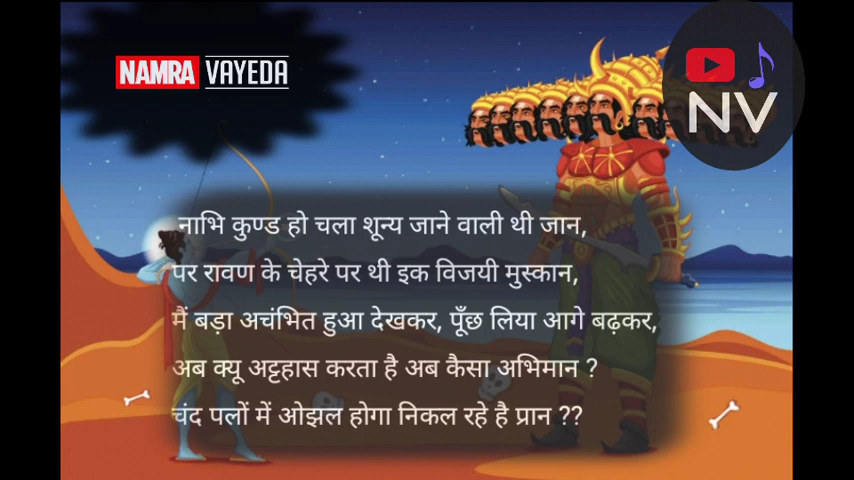 NAMRA VAYEDA
NV
नाभि कुण्ड हो चला शून्य जाने वाली थी जान,
पर रावण के चेहरे पर थी इक विजयी मुस्कान,
मैं बड़ा अचंभित हुआ देखकर, पूँछ लिया आगे बढ़कर,
अब क्यू अट्टहास करता है अब कैसा अभिमान ?
चंद पलों में ओझल होगा निकल रहे है प्रान ??